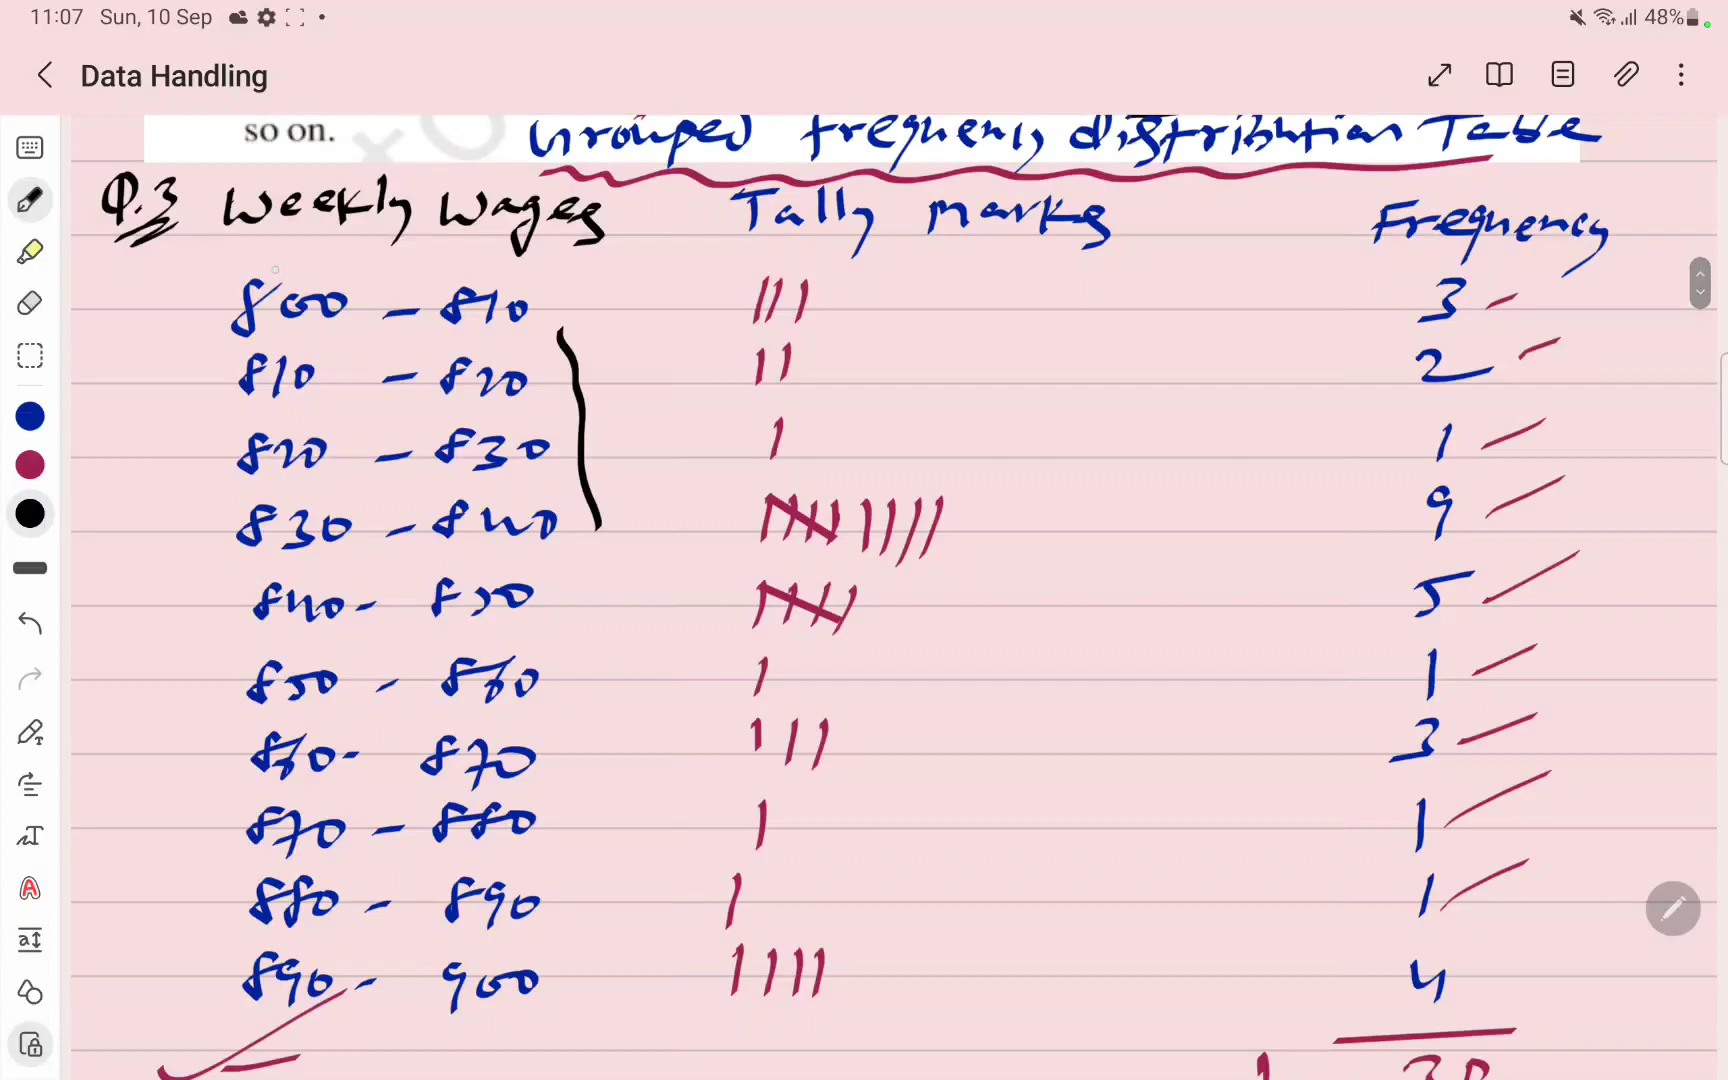 11:07 Sun, 10 Sep 48%
Data Handling
so on. Grouped frequency distribution Table
Q.3 Weekly Wages Tally marks Frequency
800 - 810 ||| 3
810 - 820 || 2
820 - 830 | 1
830 - 840 |||| |||| 9
840 - 850 |||| 5
850 - 860 | 1
860 - 870 ||| 3
870 - 880 | 1
880 - 890 | 1
890 - 900 |||| 4
30